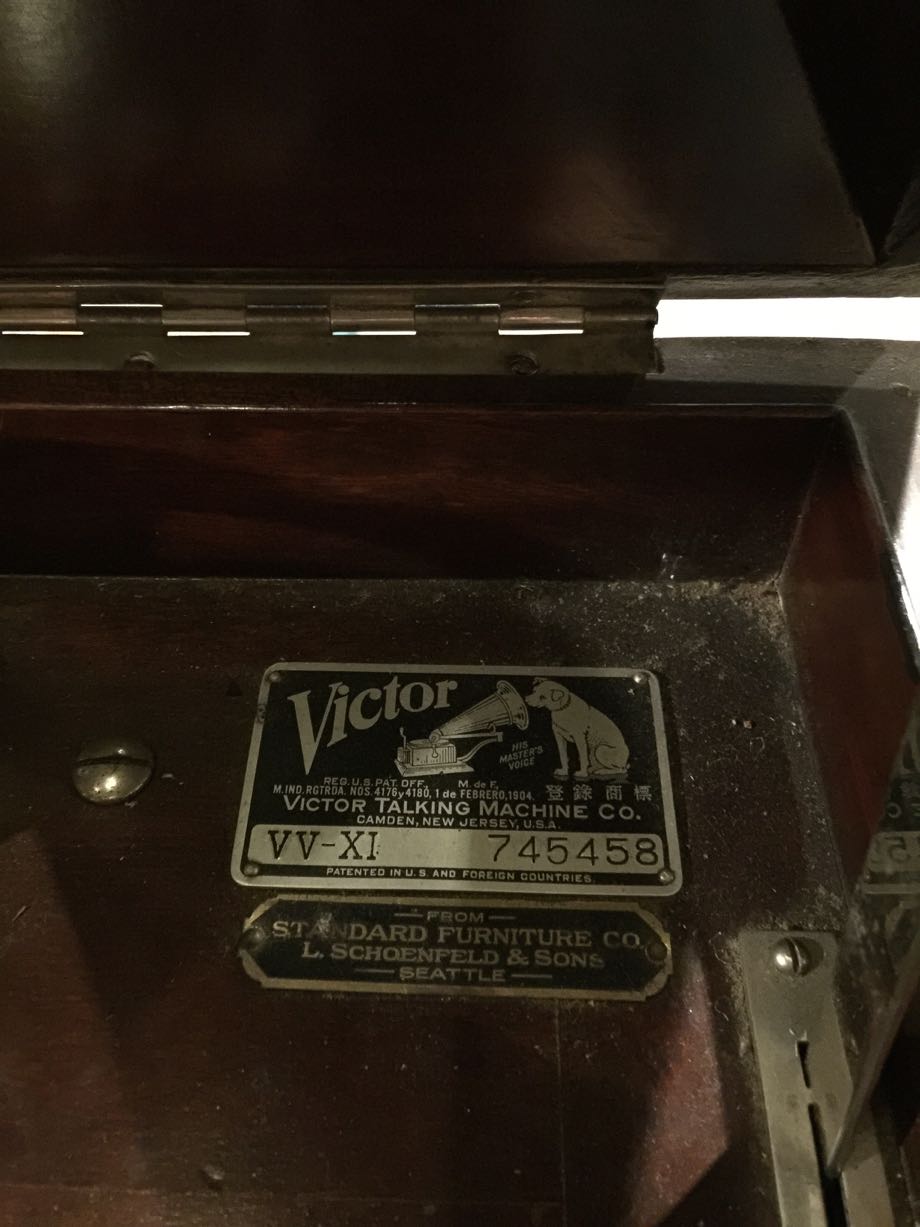 Victor
HIS
MASTER'S
VOICE
REG. U.S. PAT. OFF. M. de F.
M. IND. RGTRDA. NOS. 4176 y 4180, 1 de FEBRERO, 1904. 登錄商標
VICTOR TALKING MACHINE CO.
CAMDEN, NEW JERSEY, U.S.A.
VV-XI 745458
PATENTED IN U.S. AND FOREIGN COUNTRIES.
FROM
STANDARD FURNITURE CO.
L. SCHOENFELD & SONS
SEATTLE